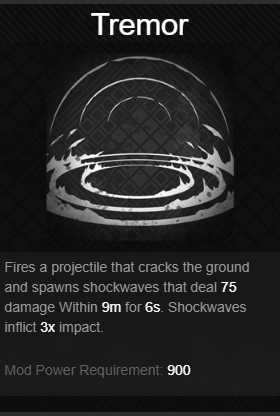 Tremor
Fires a projectile that cracks the ground
and spawns shockwaves that deal 75
damage Within 9m for 6s. Shockwaves
inflict 3x impact.
Mod Power Requirement: 900